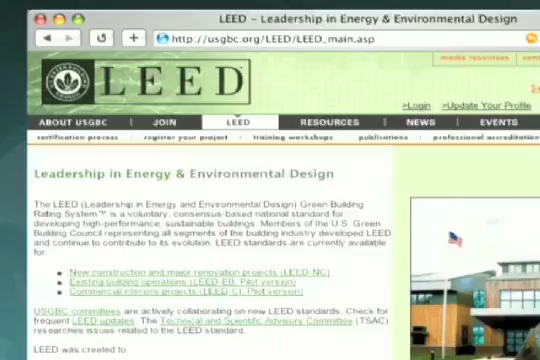 LEED - Leadership in Energy & Environmental Design
http://usgbc.org/LEED/LEED_main.asp
LEED
media resources
>Login >Update Your Profile
ABOUT USGBC JOIN LEED RESOURCES NEWS EVENTS
certification process register your project training workshops publications professional accreditation
Leadership in Energy & Environmental Design
The LEED (Leadership in Energy and Environmental Design) Green Building
Rating System™ is a voluntary, consensus-based national standard for
developing high-performance, sustainable buildings. Members of the U.S. Green
Building Council representing all segments of the building industry developed LEED
and continue to contribute to its evolution. LEED standards are currently available
for:
New construction and major renovation projects (LEED-NC)
Existing building operations (LEED-EB, Pilot version)
Commercial interiors projects (LEED-CI, Pilot version)
USGBC committees are actively collaborating on new LEED standards. Check for
frequent LEED updates. The Technical and Scientific Advisory Committee (TSAC)
researches issues related to the LEED standard.
LEED was created to